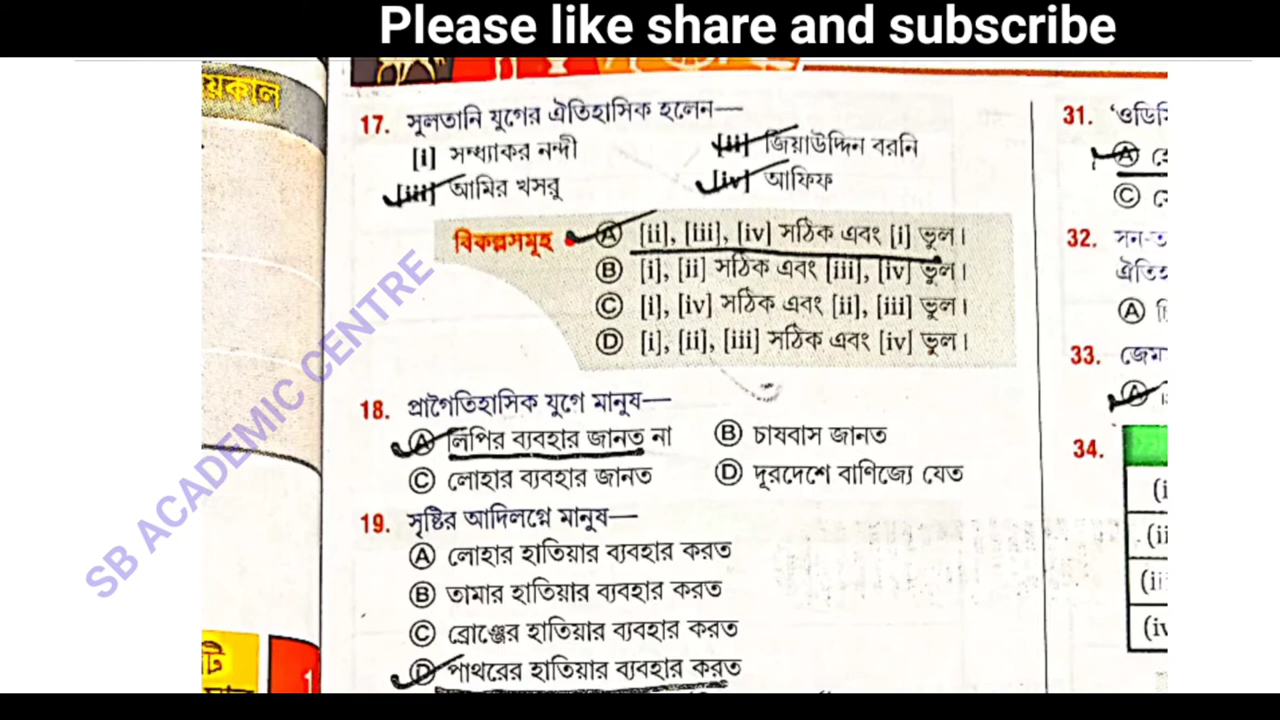 Please like share and subscribe
য়কাল
17. সুলতানি যুগের ঐতিহাসিক হলেন—
[i] সন্ধ্যাকর নন্দী [ii] জিয়াউদ্দিন বরনি
[iii] আমির খসরু [iv] আফিফ
বিকল্পসমূহ Ⓐ [ii], [iii], [iv] সঠিক এবং [i] ভুল।
Ⓑ [i], [ii] সঠিক এবং [iii], [iv] ভুল।
Ⓒ [i], [iv] সঠিক এবং [ii], [iii] ভুল।
Ⓓ [i], [ii], [iii] সঠিক এবং [iv] ভুল।
18. প্রাগৈতিহাসিক যুগে মানুষ—
Ⓐ লিপির ব্যবহার জানত না Ⓑ চাষবাস জানত
Ⓒ লোহার ব্যবহার জানত Ⓓ দূরদেশে বাণিজ্যে যেত
19. সৃষ্টির আদিলগ্নে মানুষ—
Ⓐ লোহার হাতিয়ার ব্যবহার করত
Ⓑ তামার হাতিয়ার ব্যবহার করত
Ⓒ ব্রোঞ্জের হাতিয়ার ব্যবহার করত
Ⓓ পাথরের হাতিয়ার ব্যবহার করত
31.
Ⓐ
Ⓒ
32. সন-ত
Ⓐ
33.
Ⓐ
34.
SB ACADEMIC CENTRE